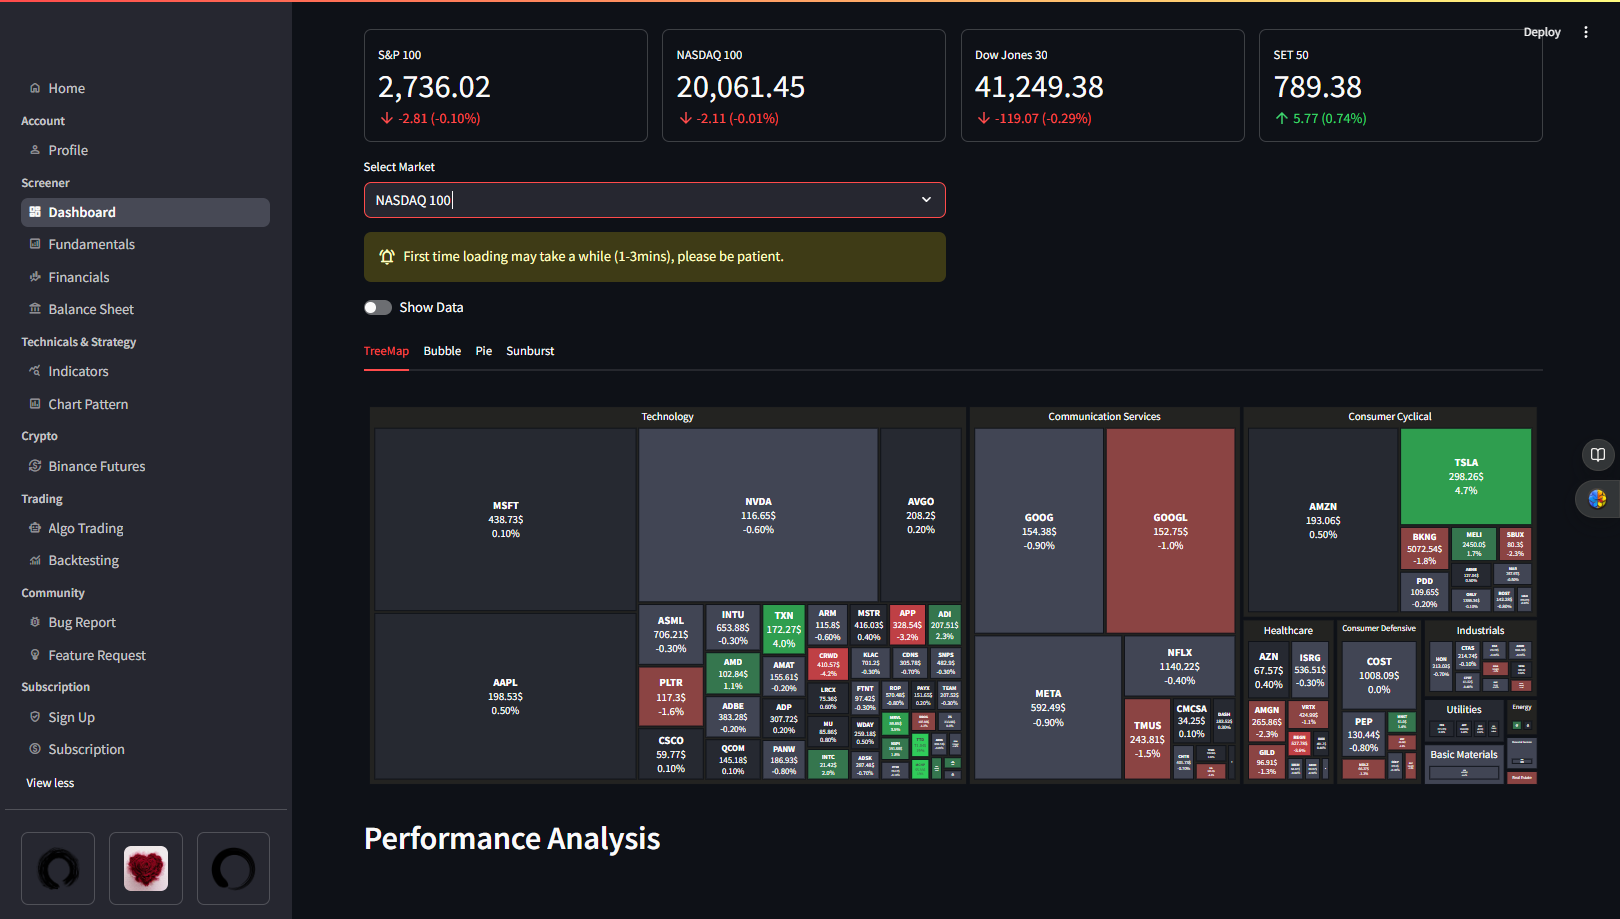 Deploy
Home
Account
Profile
Screener
Dashboard
Fundamentals
Financials
Balance Sheet
Technicals & Strategy
Indicators
Chart Pattern
Crypto
Binance Futures
Trading
Algo Trading
Backtesting
Community
Bug Report
Feature Request
Subscription
Sign Up
Subscription
View less
S&P 100
2,736.02
-2.81 (-0.10%)
NASDAQ 100
20,061.45
-2.11 (-0.01%)
Dow Jones 30
41,249.38
-119.07 (-0.29%)
SET 50
789.38
5.77 (0.74%)
Select Market
NASDAQ 100
First time loading may take a while (1-3mins), please be patient.
Show Data
TreeMap Bubble Pie Sunburst
Technology
MSFT
438.73$
0.10%
NVDA
116.65$
-0.60%
AVGO
208.2$
0.20%
AAPL
198.53$
0.50%
ASML
706.21$
-0.30%
PLTR
117.3$
-1.6%
CSCO
59.77$
0.10%
INTU
653.88$
-0.30%
AMD
102.84$
1.1%
ADBE
383.28$
-0.20%
QCOM
145.18$
0.10%
TXN
172.27$
4.0%
AMAT
155.61$
-0.20%
ADP
307.72$
0.20%
PANW
186.93$
-0.80%
ARM
115.8$
-0.60%
MSTR
416.03$
0.40%
APP
328.54$
-3.2%
ADI
207.51$
2.3%
CRWD
410.57$
-4.2%
KLAC
701.2$
-0.30%
CDNS
305.78$
-0.70%
SNPS
482.9$
-0.30%
LRCX
75.36$
0.60%
MU
85.86$
0.80%
INTC
21.42$
2.0%
FTNT
97.42$
-0.30%
WDAY
259.18$
0.50%
ADSK
287.48$
-0.70%
ROP
570.48$
-0.80%
PAYX
151.65$
0.20%
TEAM
207.22$
-0.30%
Communication Services
GOOG
154.38$
-0.90%
GOOGL
152.75$
-1.0%
META
592.49$
-0.90%
NFLX
1140.22$
-0.40%
TMUS
243.81$
-1.5%
CMCSA
34.25$
0.10%
DASH
CHTR
Consumer Cyclical
AMZN
193.06$
0.50%
TSLA
298.26$
4.7%
BKNG
5072.54$
-1.8%
MELI
2450.0$
1.7%
SBUX
80.3$
-2.3%
PDD
109.65$
-0.20%
ABNB
MAR
ORLY
ROST
Healthcare
AZN
67.57$
0.40%
ISRG
536.51$
-0.30%
AMGN
265.86$
-2.3%
VRTX
424.99$
-1.1%
GILD
96.91$
-1.3%
REGN
Consumer Defensive
COST
1008.09$
0.0%
PEP
130.44$
-0.80%
MNST
MDLZ
Industrials
HON
213.03$
-0.70%
CTAS
214.74$
-0.10%
Utilities
Energy
Basic Materials
Real Estate
Performance Analysis